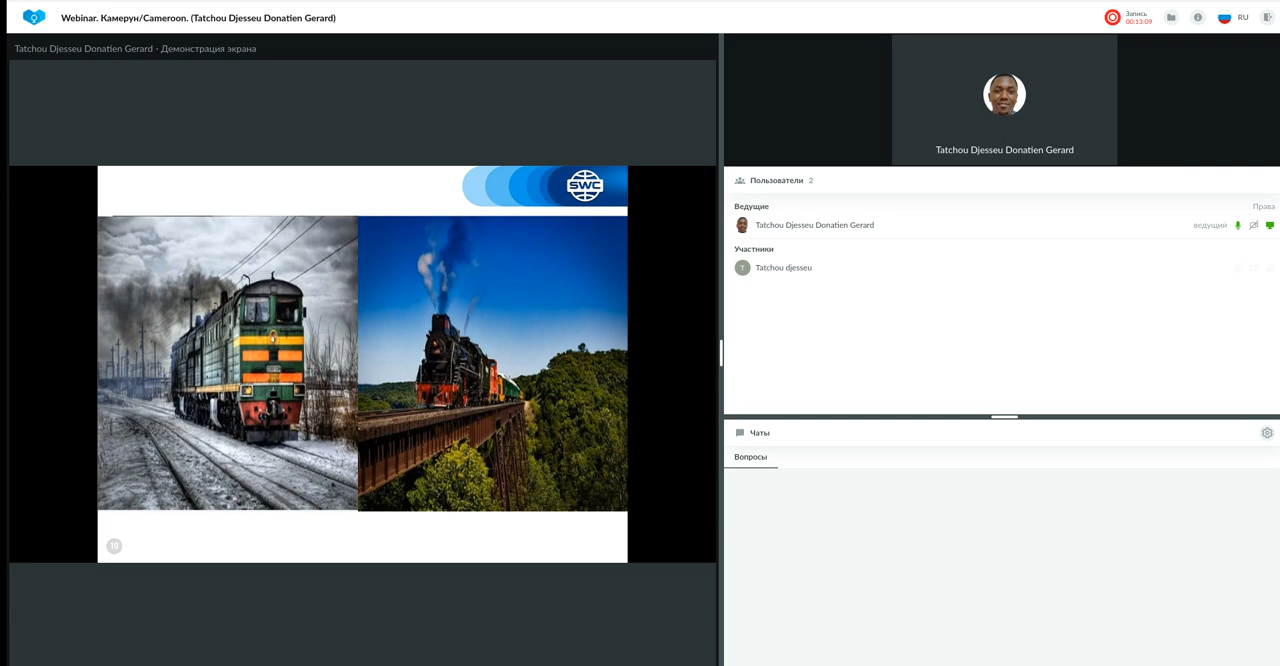 Webinar. Камерун/Cameroon. (Tatchou Djesseu Donatien Gerard)
Запись
00:13:09
RU
Tatchou Djesseu Donatien Gerard - Демонстрация экрана
SWC
10
Tatchou Djesseu Donatien Gerard
Пользователи 2
Ведущие Права
Tatchou Djesseu Donatien Gerard ведущий
Участники
T Tatchou djesseu
Чаты
Вопросы